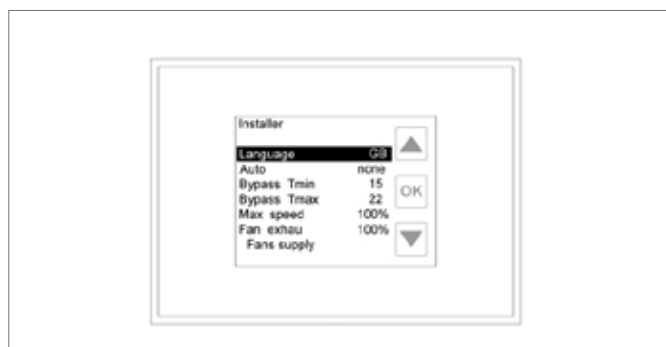 Installer
Language GB
Auto none
Bypass Tmin 15
Bypass Tmax 22
Max speed 100%
Fan exhau 100%
Fans supply
OK